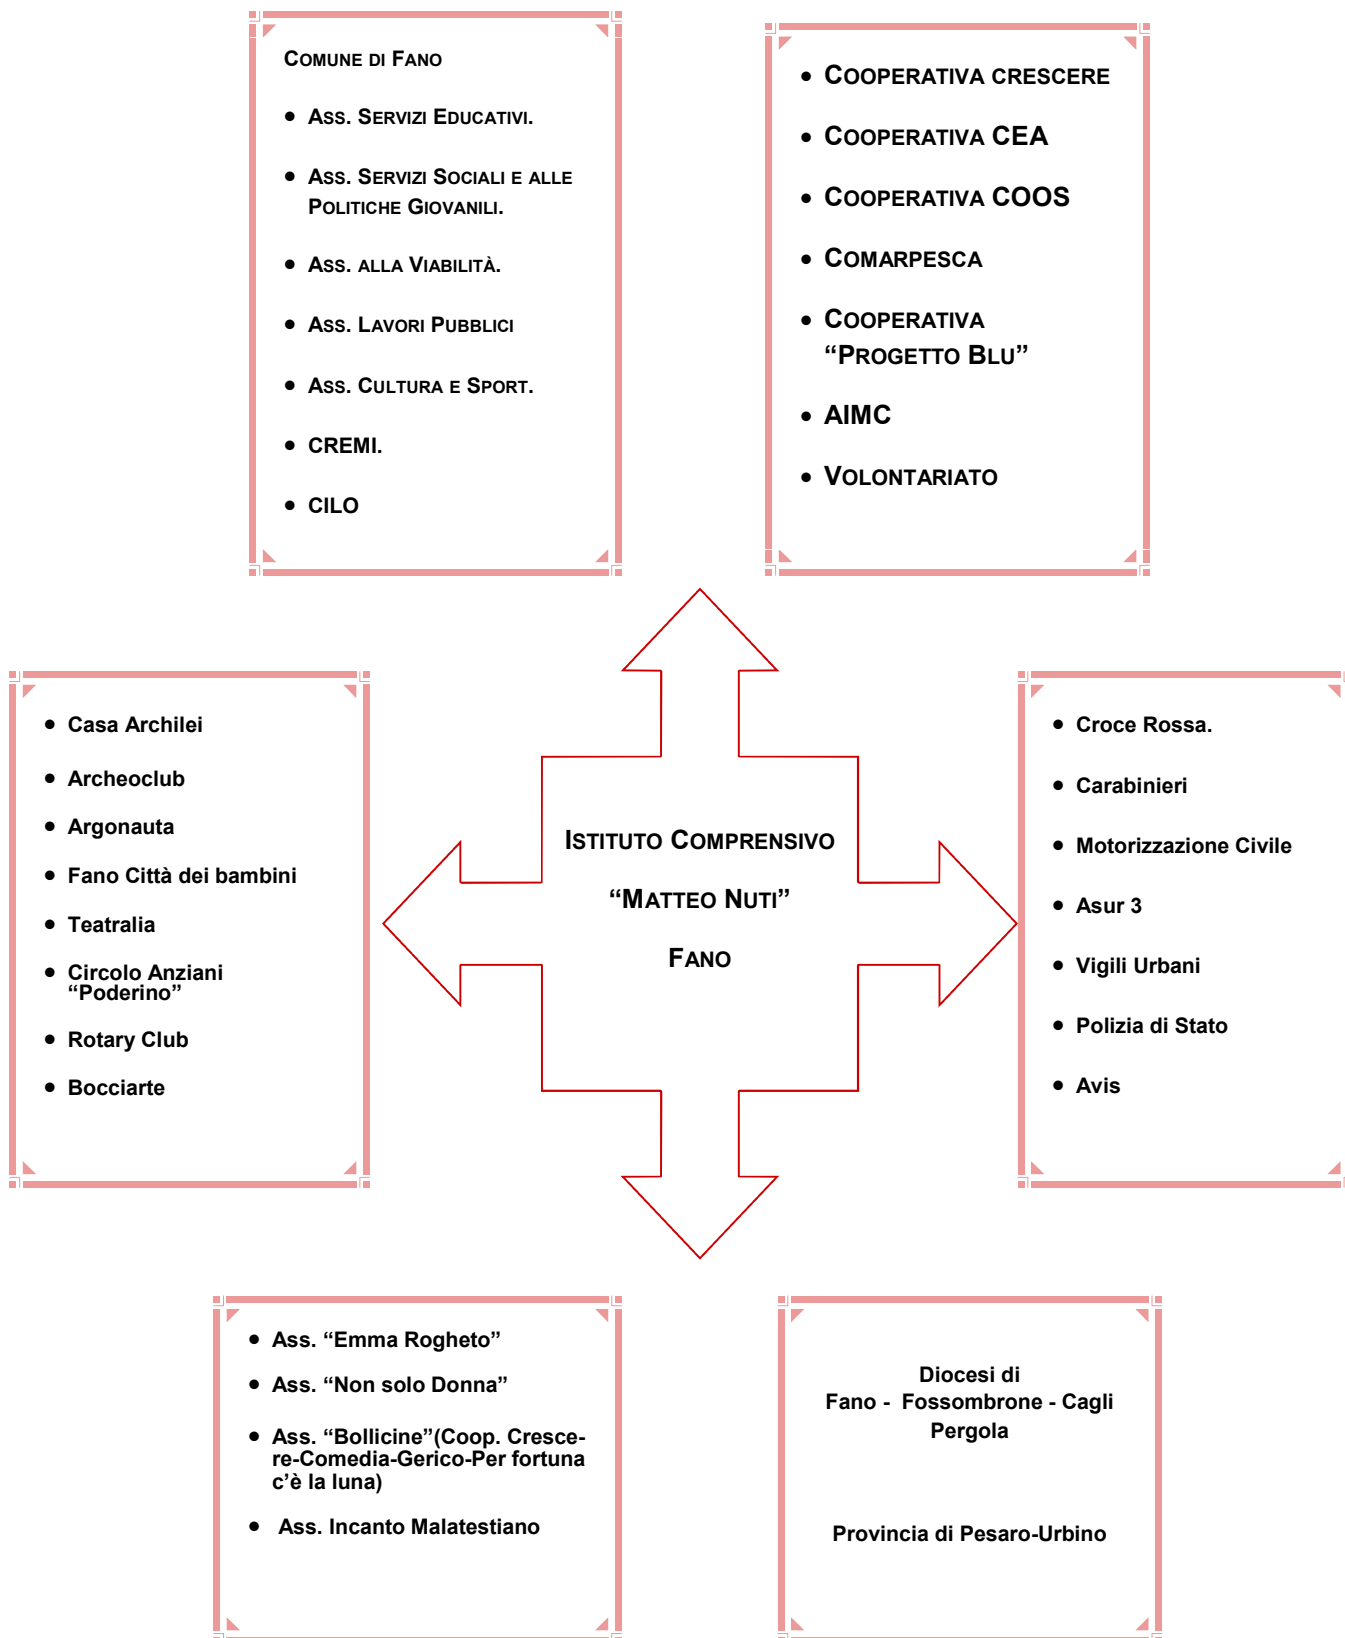 COMUNE DI FANO
• ASS. SERVIZI EDUCATIVI.
• ASS. SERVIZI SOCIALI E ALLE
POLITICHE GIOVANILI.
• ASS. ALLA VIABILITÀ.
• ASS. LAVORI PUBBLICI
• ASS. CULTURA E SPORT.
• CREMI.
• CILO
• COOPERATIVA CRESCERE
• COOPERATIVA CEA
• COOPERATIVA COOS
• COMARPESCA
• COOPERATIVA
“PROGETTO BLU”
• AIMC
• VOLONTARIATO
• Casa Archilei
• Archeoclub
• Argonauta
• Fano Città dei bambini
• Teatralia
• Circolo Anziani
“Poderino”
• Rotary Club
• Bocciarte
ISTITUTO COMPRENSIVO
“MATTEO NUTI”
FANO
• Croce Rossa.
• Carabinieri
• Motorizzazione Civile
• Asur 3
• Vigili Urbani
• Polizia di Stato
• Avis
• Ass. “Emma Rogheto”
• Ass. “Non solo Donna”
• Ass. “Bollicine”(Coop. Cresce-
re-Comedia-Gerico-Per fortuna
c’è la luna)
• Ass. Incanto Malatestiano
Diocesi di
Fano - Fossombrone - Cagli
Pergola
Provincia di Pesaro-Urbino